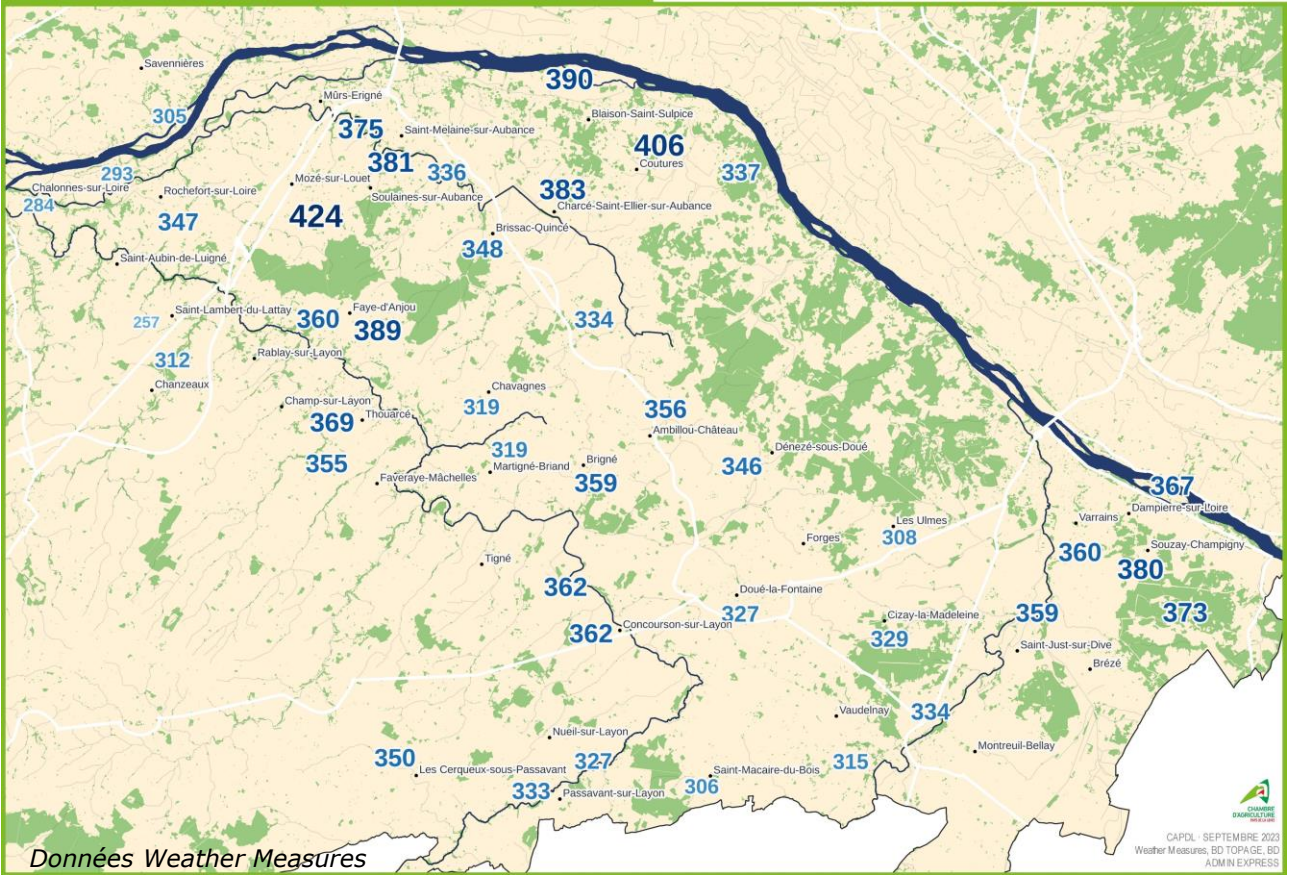 Savennières
390
Mûrs-Erigné
305
Blaison-Saint-Sulpice
375
Saint-Melaine-sur-Aubance
406
381
Coutures
293
336
337
Chalonnes-sur-Loire
Rochefort-sur-Loire
Mozé-sur-Louet
383
284
Soulaines-sur-Aubance
Charcé-Saint-Ellier-sur-Aubance
347
424
Brissac-Quincé
348
Saint-Aubin-de-Luigné
Saint-Lambert-du-Lattay
Faye-d'Anjou
257
360
389
334
Rablay-sur-Layon
312
Chanzeaux
Chavagnes
Champ-sur-Layon
319
356
369
Thouarcé
Ambillou-Château
319
Dénezé-sous-Doué
355
Martigné-Briand
Brigné
346
Faveraye-Mâchelles
359
367
Dampierre-sur-Loire
Les Ulmes
Varrains
308
Forges
Souzay-Champigny
360
Tigné
380
362
Doué-la-Fontaine
327
373
Cizay-la-Madeleine
359
Concourson-sur-Layon
362
329
Saint-Just-sur-Dive
Brézé
Vaudelnay
334
Nueil-sur-Layon
Montreuil-Bellay
350
327
315
Les Cerqueux-sous-Passavant
Saint-Macaire-du-Bois
306
333
Passavant-sur-Layon
CHAMBRE
D'AGRICULTURE
PAYS DE LA LOIRE
CAPDL - SEPTEMBRE 2023
Weather Measures, BD TOPAGE, BD
ADMIN EXPRESS
Données Weather Measures